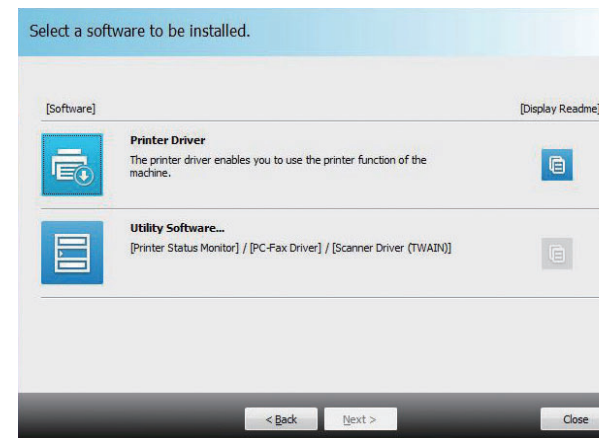 Select a software to be installed.
[Software] [Display Readme]
Printer Driver
The printer driver enables you to use the printer function of the
machine.
Utility Software...
[Printer Status Monitor] / [PC-Fax Driver] / [Scanner Driver (TWAIN)]
< Back Next > Close